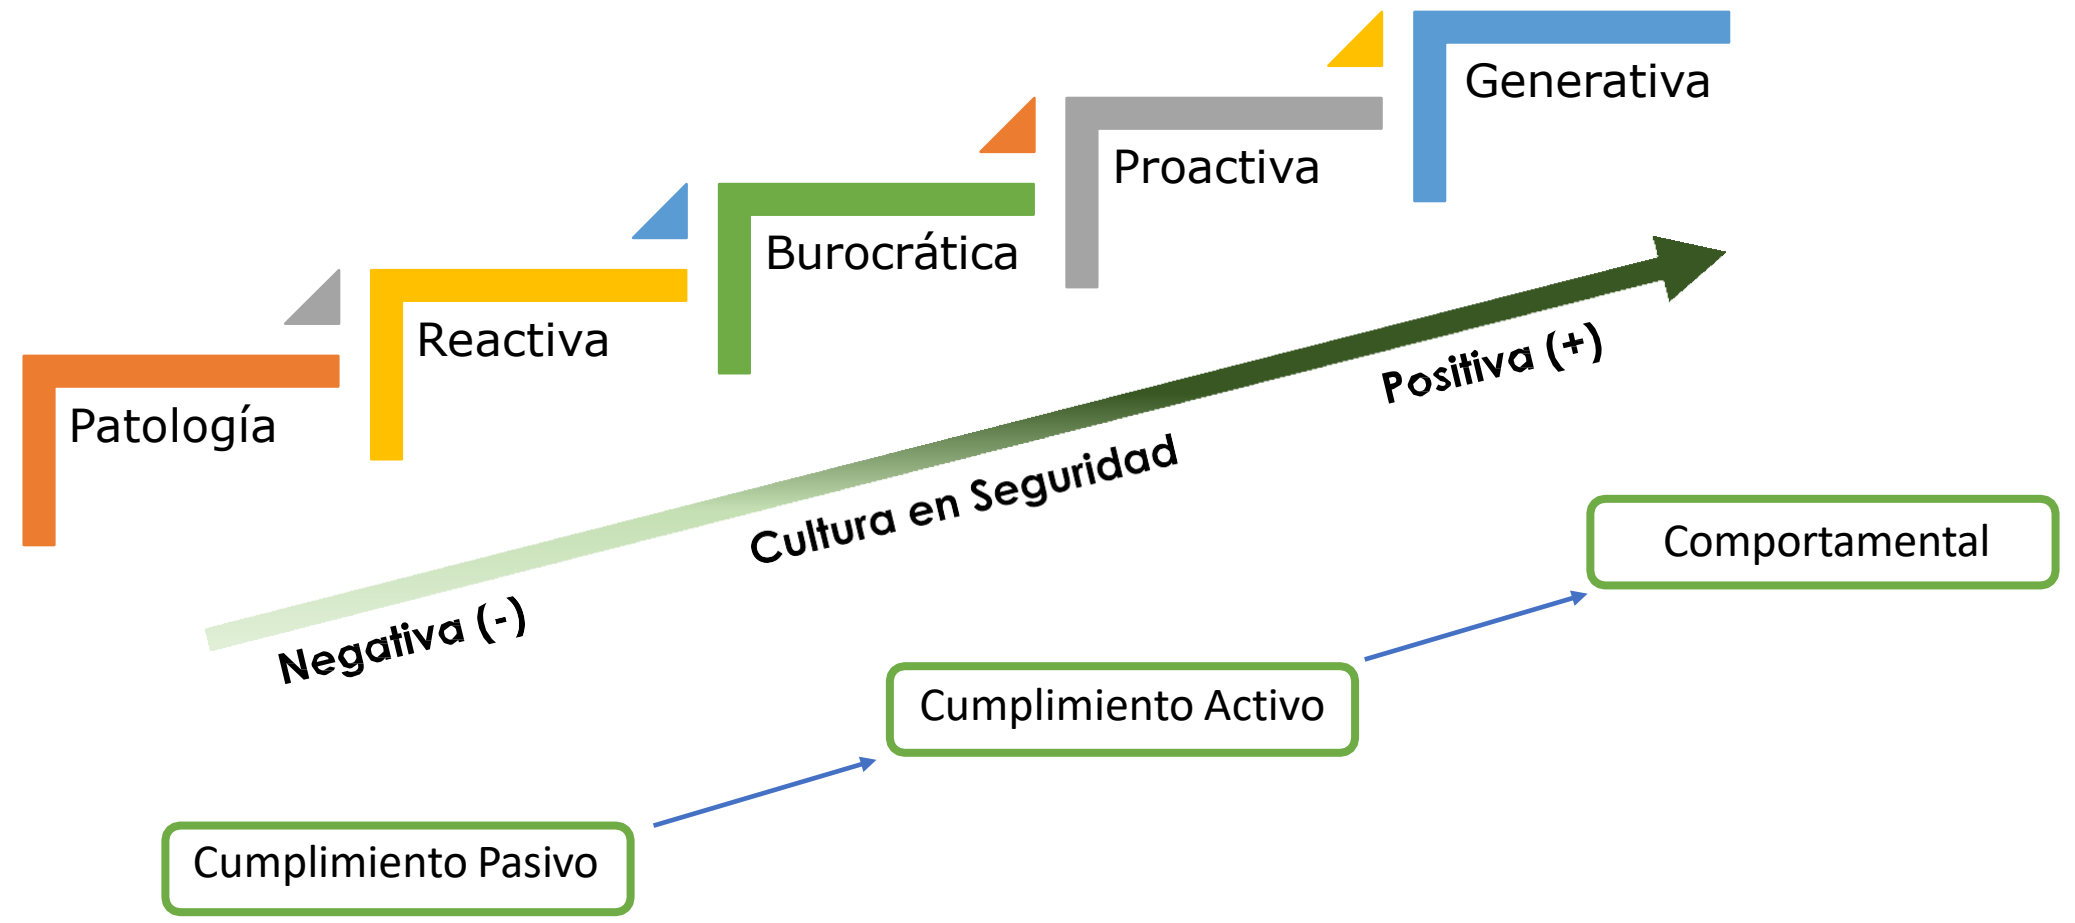 Generativa
Proactiva
Burocrática
Reactiva
Patología
Positiva (+)
Cultura en Seguridad
Negativa (-)
Comportamental
Cumplimiento Activo
Cumplimiento Pasivo